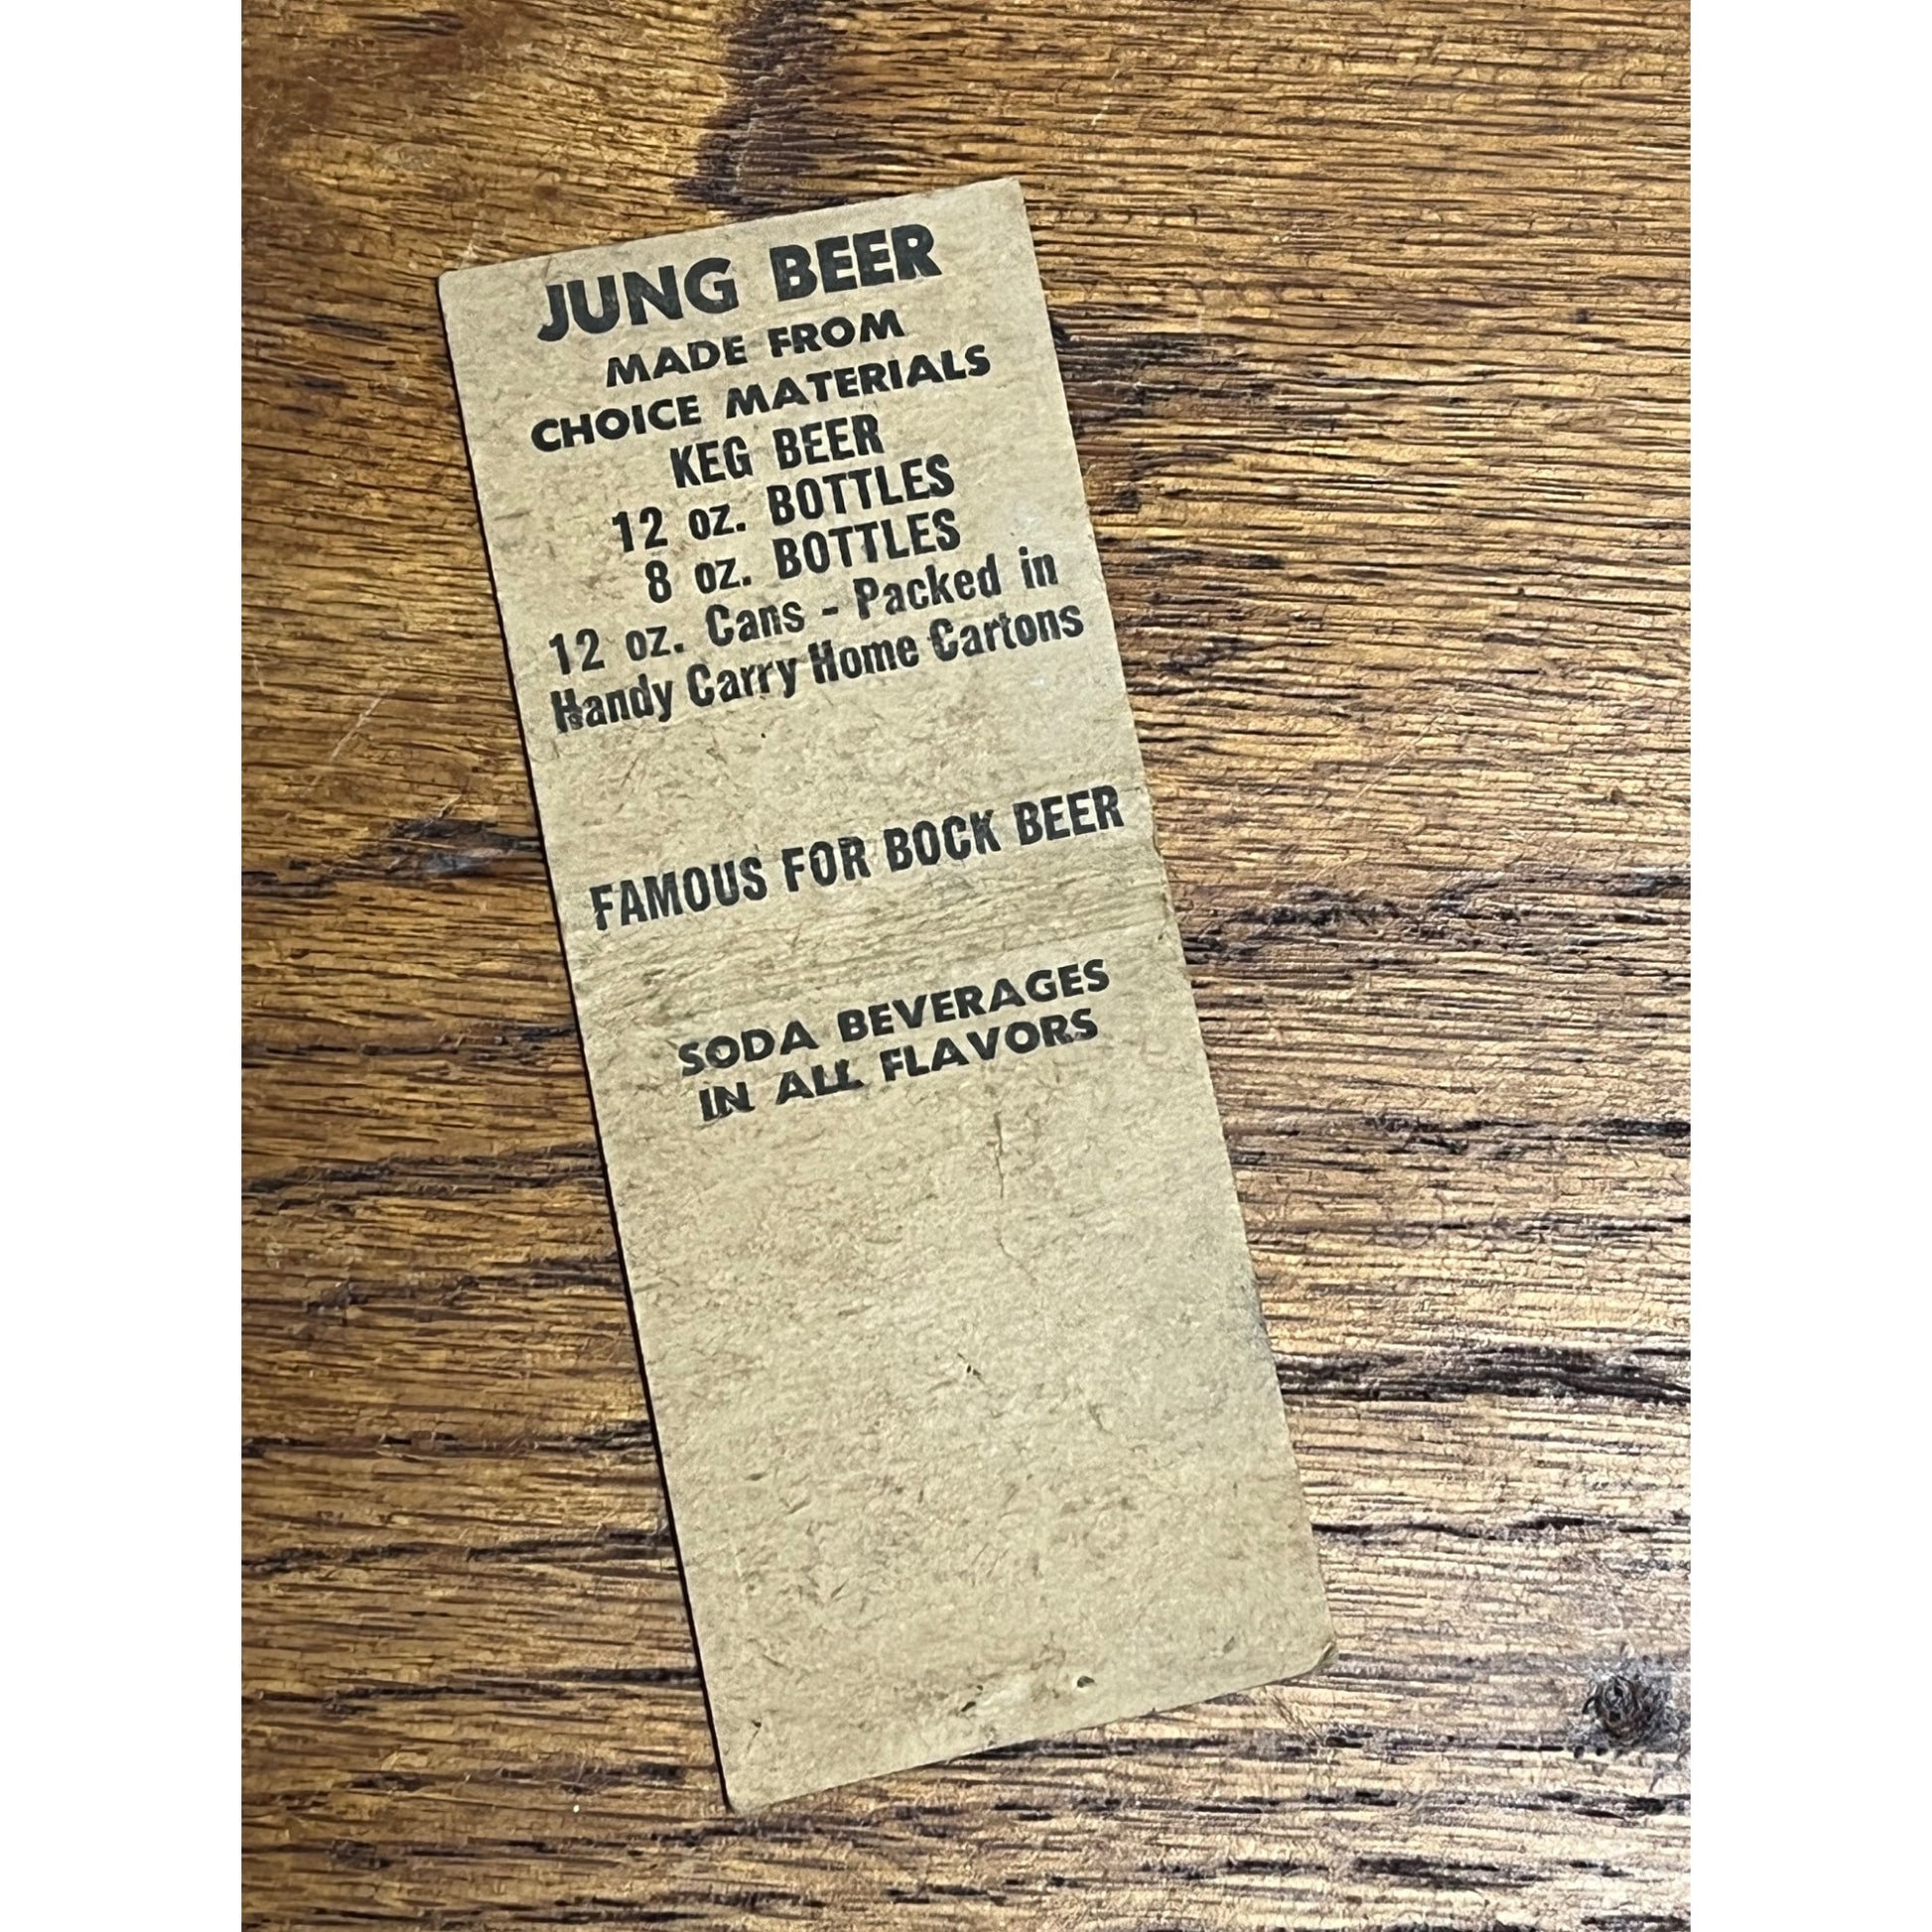 JUNG BEER
MADE FROM
CHOICE MATERIALS
KEG BEER
12 oz. BOTTLES
8 oz. BOTTLES
12 oz. Cans - Packed in
Handy Carry Home Cartons
FAMOUS FOR BOCK BEER
SODA BEVERAGES
IN ALL FLAVORS